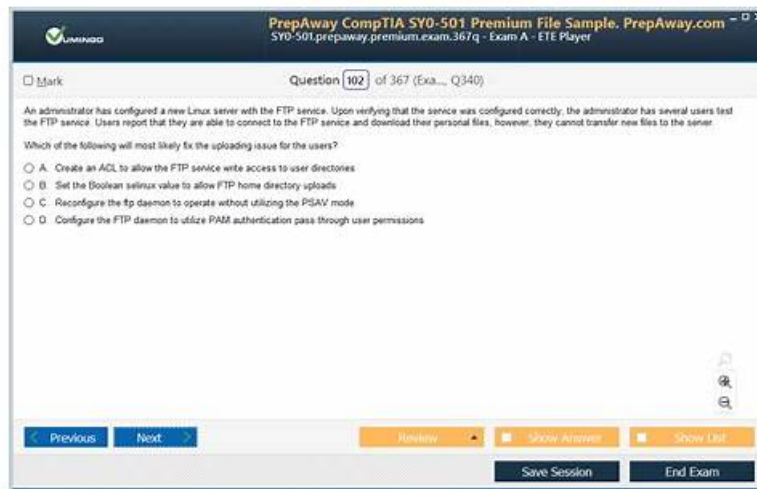 PrepAway CompTIA SY0-501 Premium File Sample. PrepAway.com
VUMINGO
SY0-501.prepaway.premium.exam.367q - Exam A - ETE Player
Mark
Question 102 of 367 (Exa..., Q340)
An administrator has configured a new Linux server with the FTP service. Upon verifying that the service was configured correctly, the administrator has several users test
the FTP service. Users report that they are able to connect to the FTP service and download their personal files, however, they cannot transfer new files to the server.
Which of the following will most likely fix the uploading issue for the users?
A. Create an ACL to allow the FTP service write access to user directories
B. Set the Boolean selinux value to allow FTP home directory uploads
C. Reconfigure the ftp daemon to operate without utilizing the PSAV mode
D. Configure the FTP daemon to utilize PAM authentication pass through user permissions
Previous Next Review Show Answer Show List
Save Session End Exam